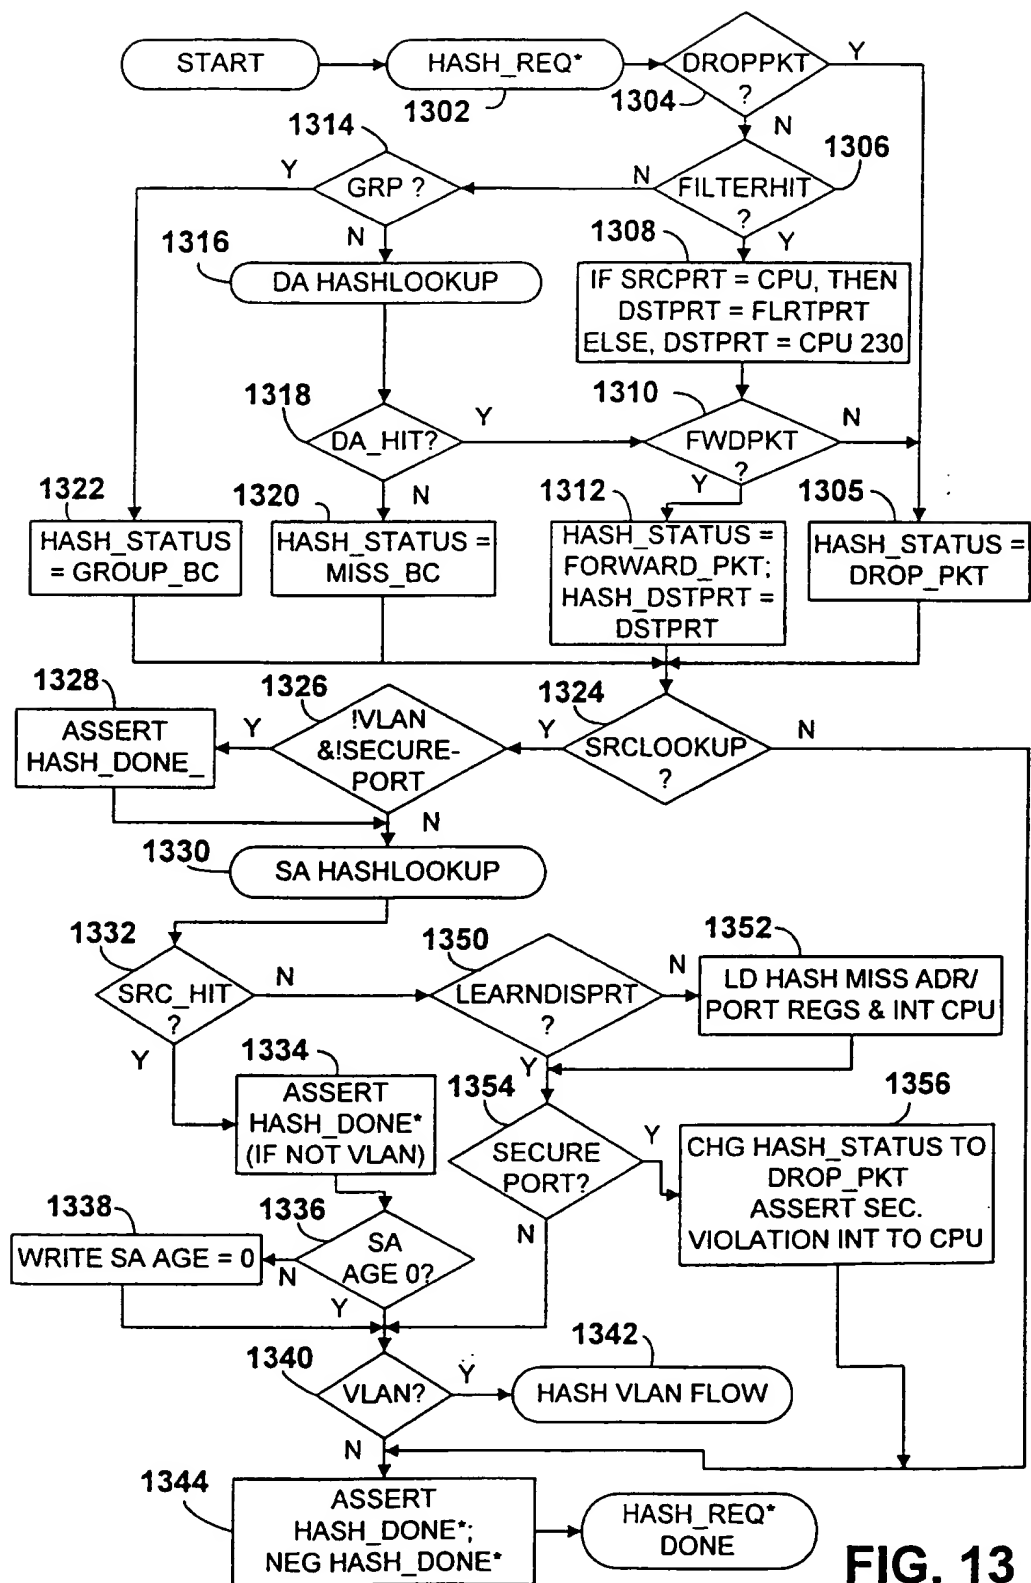 START
HASH_REQ*
1302
DROPPKT
?
1304
Y
N
1314
GRP ?
Y
N
FILTERHIT
?
1306
N
Y
1316
DA HASHLOOKUP
1308
IF SRCPRT = CPU, THEN
DSTPRT = FLRTPRT
ELSE, DSTPRT = CPU 230
1318
DA_HIT?
Y
N
1310
FWDPKT
?
N
Y
1322
HASH_STATUS
= GROUP_BC
1320
HASH_STATUS =
MISS_BC
1312
HASH_STATUS =
FORWARD_PKT;
HASH_DSTPRT =
DSTPRT
1305
HASH_STATUS =
DROP_PKT
1328
ASSERT
HASH_DONE_
1326
!VLAN
&!SECURE-
PORT
Y
N
1324
SRCLOOKUP
?
Y
N
1330
SA HASHLOOKUP
1332
SRC_HIT
?
N
Y
1350
LEARNDISPRT
?
N
Y
1352
LD HASH MISS ADR/
PORT REGS & INT CPU
1334
ASSERT
HASH_DONE*
(IF NOT VLAN)
1354
SECURE
PORT?
Y
N
1356
CHG HASH_STATUS TO
DROP_PKT
ASSERT SEC.
VIOLATION INT TO CPU
1338
WRITE SA AGE = 0
1336
SA
AGE 0?
N
Y
1340
VLAN?
Y
N
1342
HASH VLAN FLOW
1344
ASSERT
HASH_DONE*;
NEG HASH_DONE*
HASH_REQ*
DONE
FIG. 13